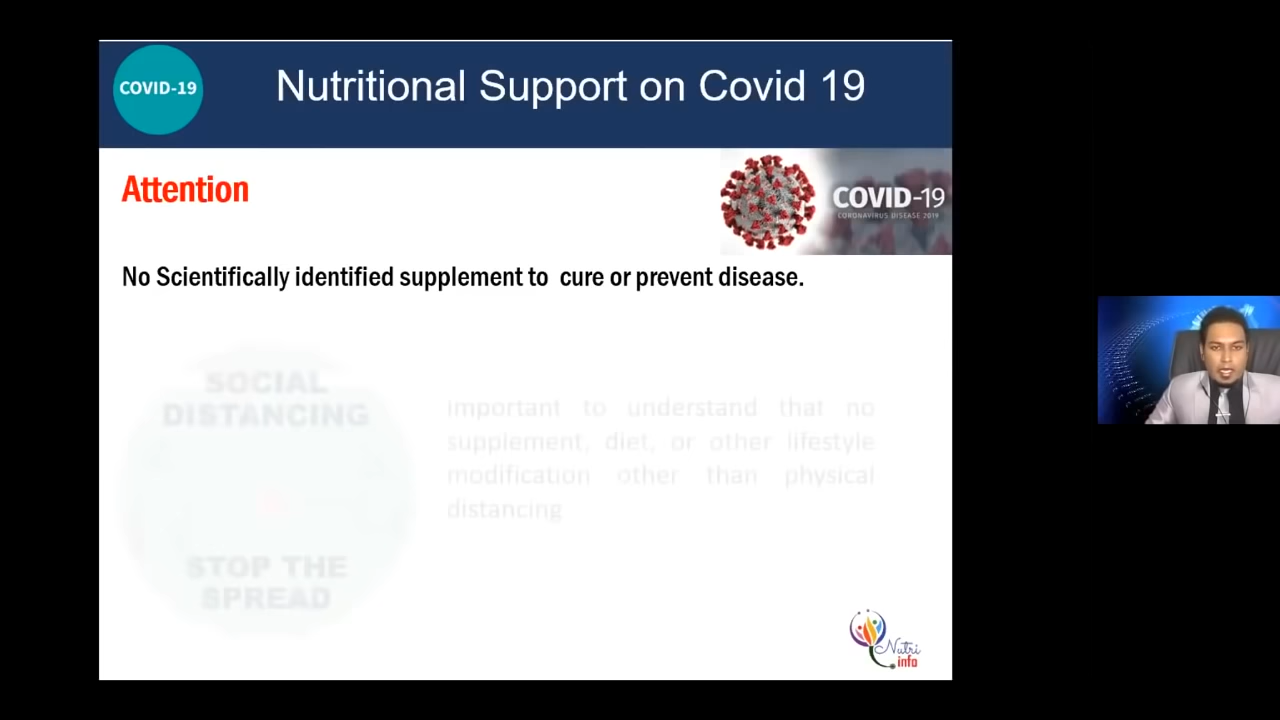 COVID-19
Nutritional Support on Covid 19
Attention
COVID-19
CORONAVIRUS DISEASE 2019
No Scientifically identified supplement to cure or prevent disease.
SOCIAL
DISTANCING
STOP THE
SPREAD
important to understand that no
supplement, diet, or other lifestyle
modification other than physical
distancing
Nutri
info